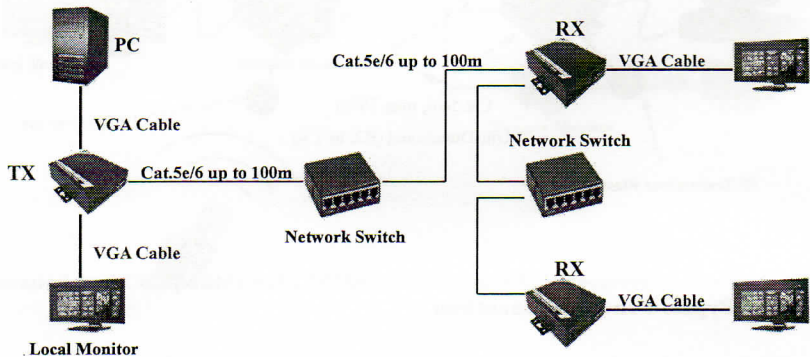 PC
VGA Cable
TX
Cat.5e/6 up to 100m
VGA Cable
Local Monitor
Network Switch
Cat.5e/6 up to 100m
RX
VGA Cable
Network Switch
RX
VGA Cable